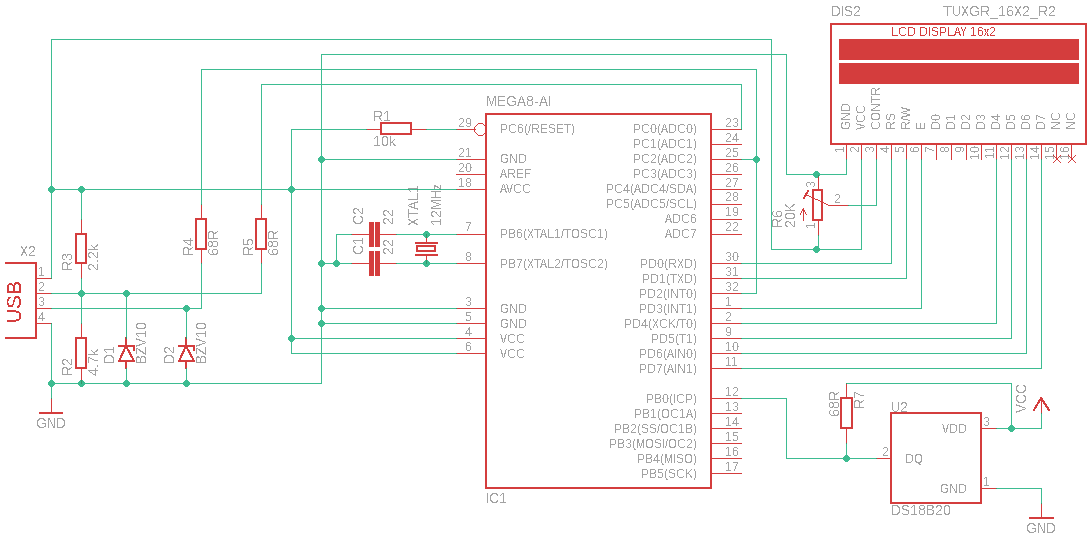 DIS2
TUXGR_16X2_R2
LCD DISPLAY 16x2
GND
VCC
CONTR
RS
R/W
E
D0
D1
D2
D3
D4
D5
D6
D7
NC
NC
1
2
3
4
5
6
7
8
9
10
11
12
13
14
15
16
MEGA8-AI
R1
10k
29
PC6(/RESET)
21
GND
20
AREF
18
AVCC
7
PB6(XTAL1/TOSC1)
8
PB7(XTAL2/TOSC2)
3
GND
5
GND
4
VCC
6
VCC
PC0(ADC0)
23
PC1(ADC1)
24
PC2(ADC2)
25
PC3(ADC3)
26
PC4(ADC4/SDA)
27
PC5(ADC5/SCL)
28
ADC6
19
ADC7
22
PD0(RXD)
30
PD1(TXD)
31
PD2(INT0)
32
PD3(INT1)
1
PD4(XCK/T0)
2
PD5(T1)
9
PD6(AIN0)
10
PD7(AIN1)
11
PB0(ICP)
12
PB1(OC1A)
13
PB2(SS/OC1B)
14
PB3(MOSI/OC2)
15
PB4(MISO)
16
PB5(SCK)
17
IC1
C2
22
C1
22
XTAL1
12MHz
R6
20K
3
2
1
R4
68R
R5
68R
X2
USB
1
2
3
4
R3
2.2k
R2
4.7k
D1
BZV10
D2
BZV10
GND
68R
R7
U2
VDD
3
DQ
2
GND
1
DS18B20
VCC
GND